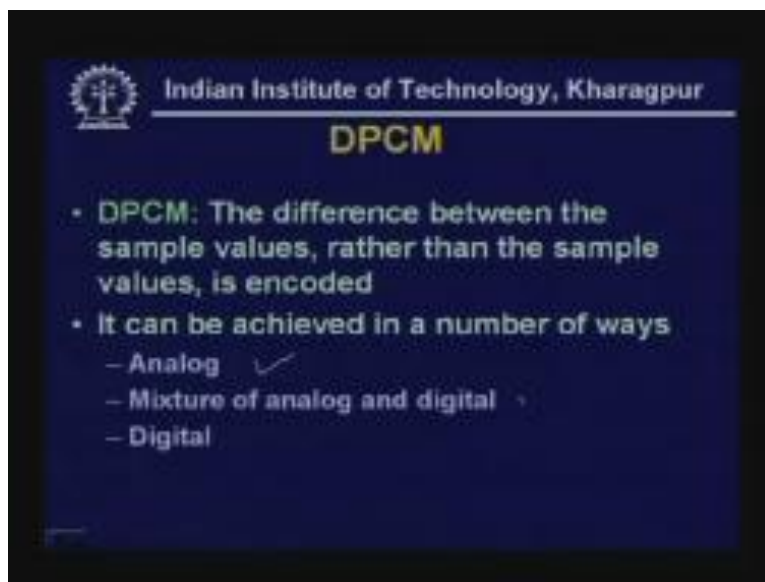 Indian Institute of Technology, Kharagpur
DPCM
• DPCM: The difference between the
sample values, rather than the sample
values, is encoded
• It can be achieved in a number of ways
– Analog
– Mixture of analog and digital
– Digital